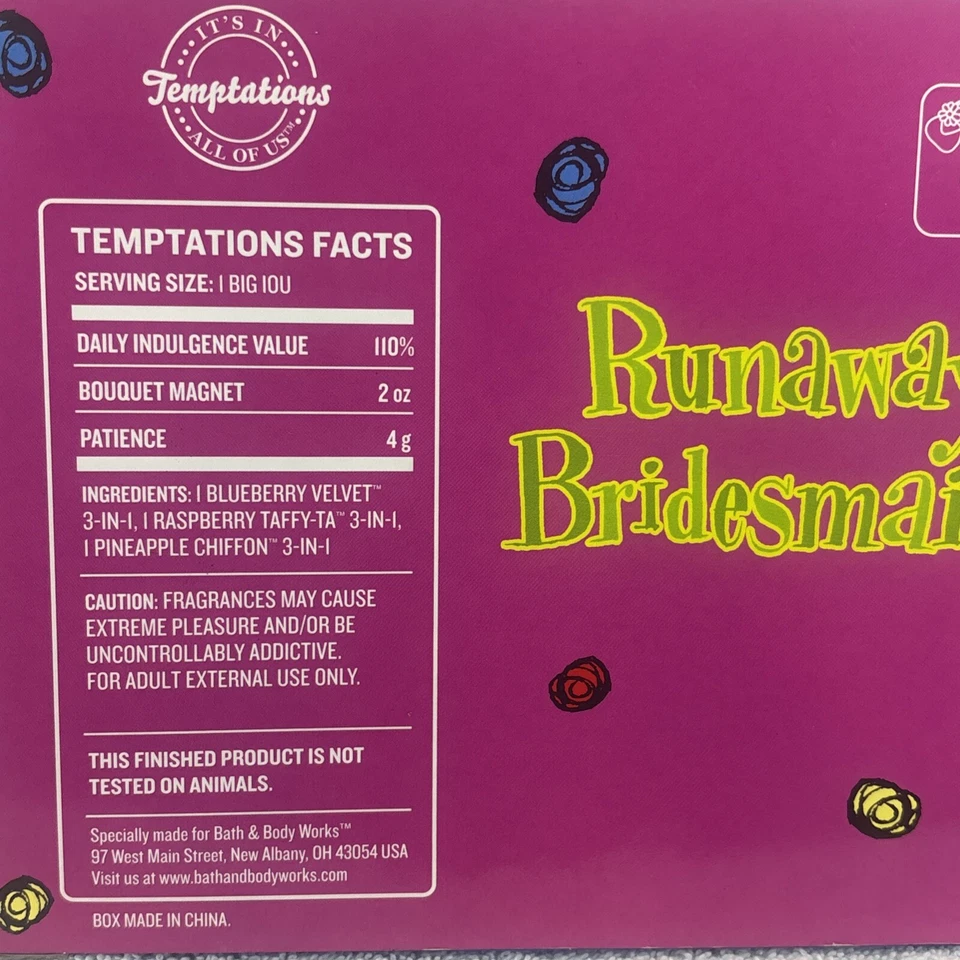 IT'S IN
Temptations
ALL OF US™
TEMPTATIONS FACTS
SERVING SIZE: 1 BIG IOU
DAILY INDULGENCE VALUE 110%
BOUQUET MAGNET 2 oz
PATIENCE 4 g
INGREDIENTS: 1 BLUEBERRY VELVET™
3-IN-1, 1 RASPBERRY TAFFY-TA™ 3-IN-1,
1 PINEAPPLE CHIFFON™ 3-IN-1
CAUTION: FRAGRANCES MAY CAUSE
EXTREME PLEASURE AND/OR BE
UNCONTROLLABLY ADDICTIVE.
FOR ADULT EXTERNAL USE ONLY.
THIS FINISHED PRODUCT IS NOT
TESTED ON ANIMALS.
Specially made for Bath & Body Works™
97 West Main Street, New Albany, OH 43054 USA
Visit us at www.bathandbodyworks.com
BOX MADE IN CHINA.
Runaway
Bridesmai